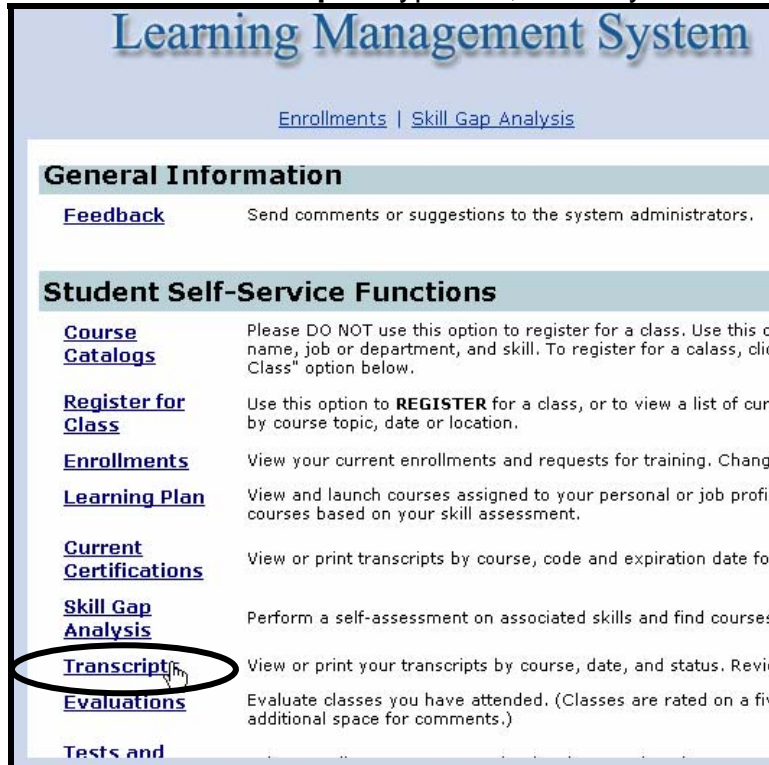 Learning Management System
Enrollments | Skill Gap Analysis
General Information
Feedback Send comments or suggestions to the system administrators.
Student Self-Service Functions
Course Catalogs Please DO NOT use this option to register for a class. Use this
name, job or department, and skill. To register for a calass,
Class" option below.
Register for Class Use this option to REGISTER for a class, or to view a list of
by course topic, date or location.
Enrollments View your current enrollments and requests for training.
Learning Plan View and launch courses assigned to your personal or job
courses based on your skill assessment.
Current Certifications View or print transcripts by course, code and expiration date
Skill Gap Analysis Perform a self-assessment on associated skills and find courses
Transcripts View or print your transcripts by course, date, and status.
Evaluations Evaluate classes you have attended. (Classes are rated on a
additional space for comments.)
Tests and